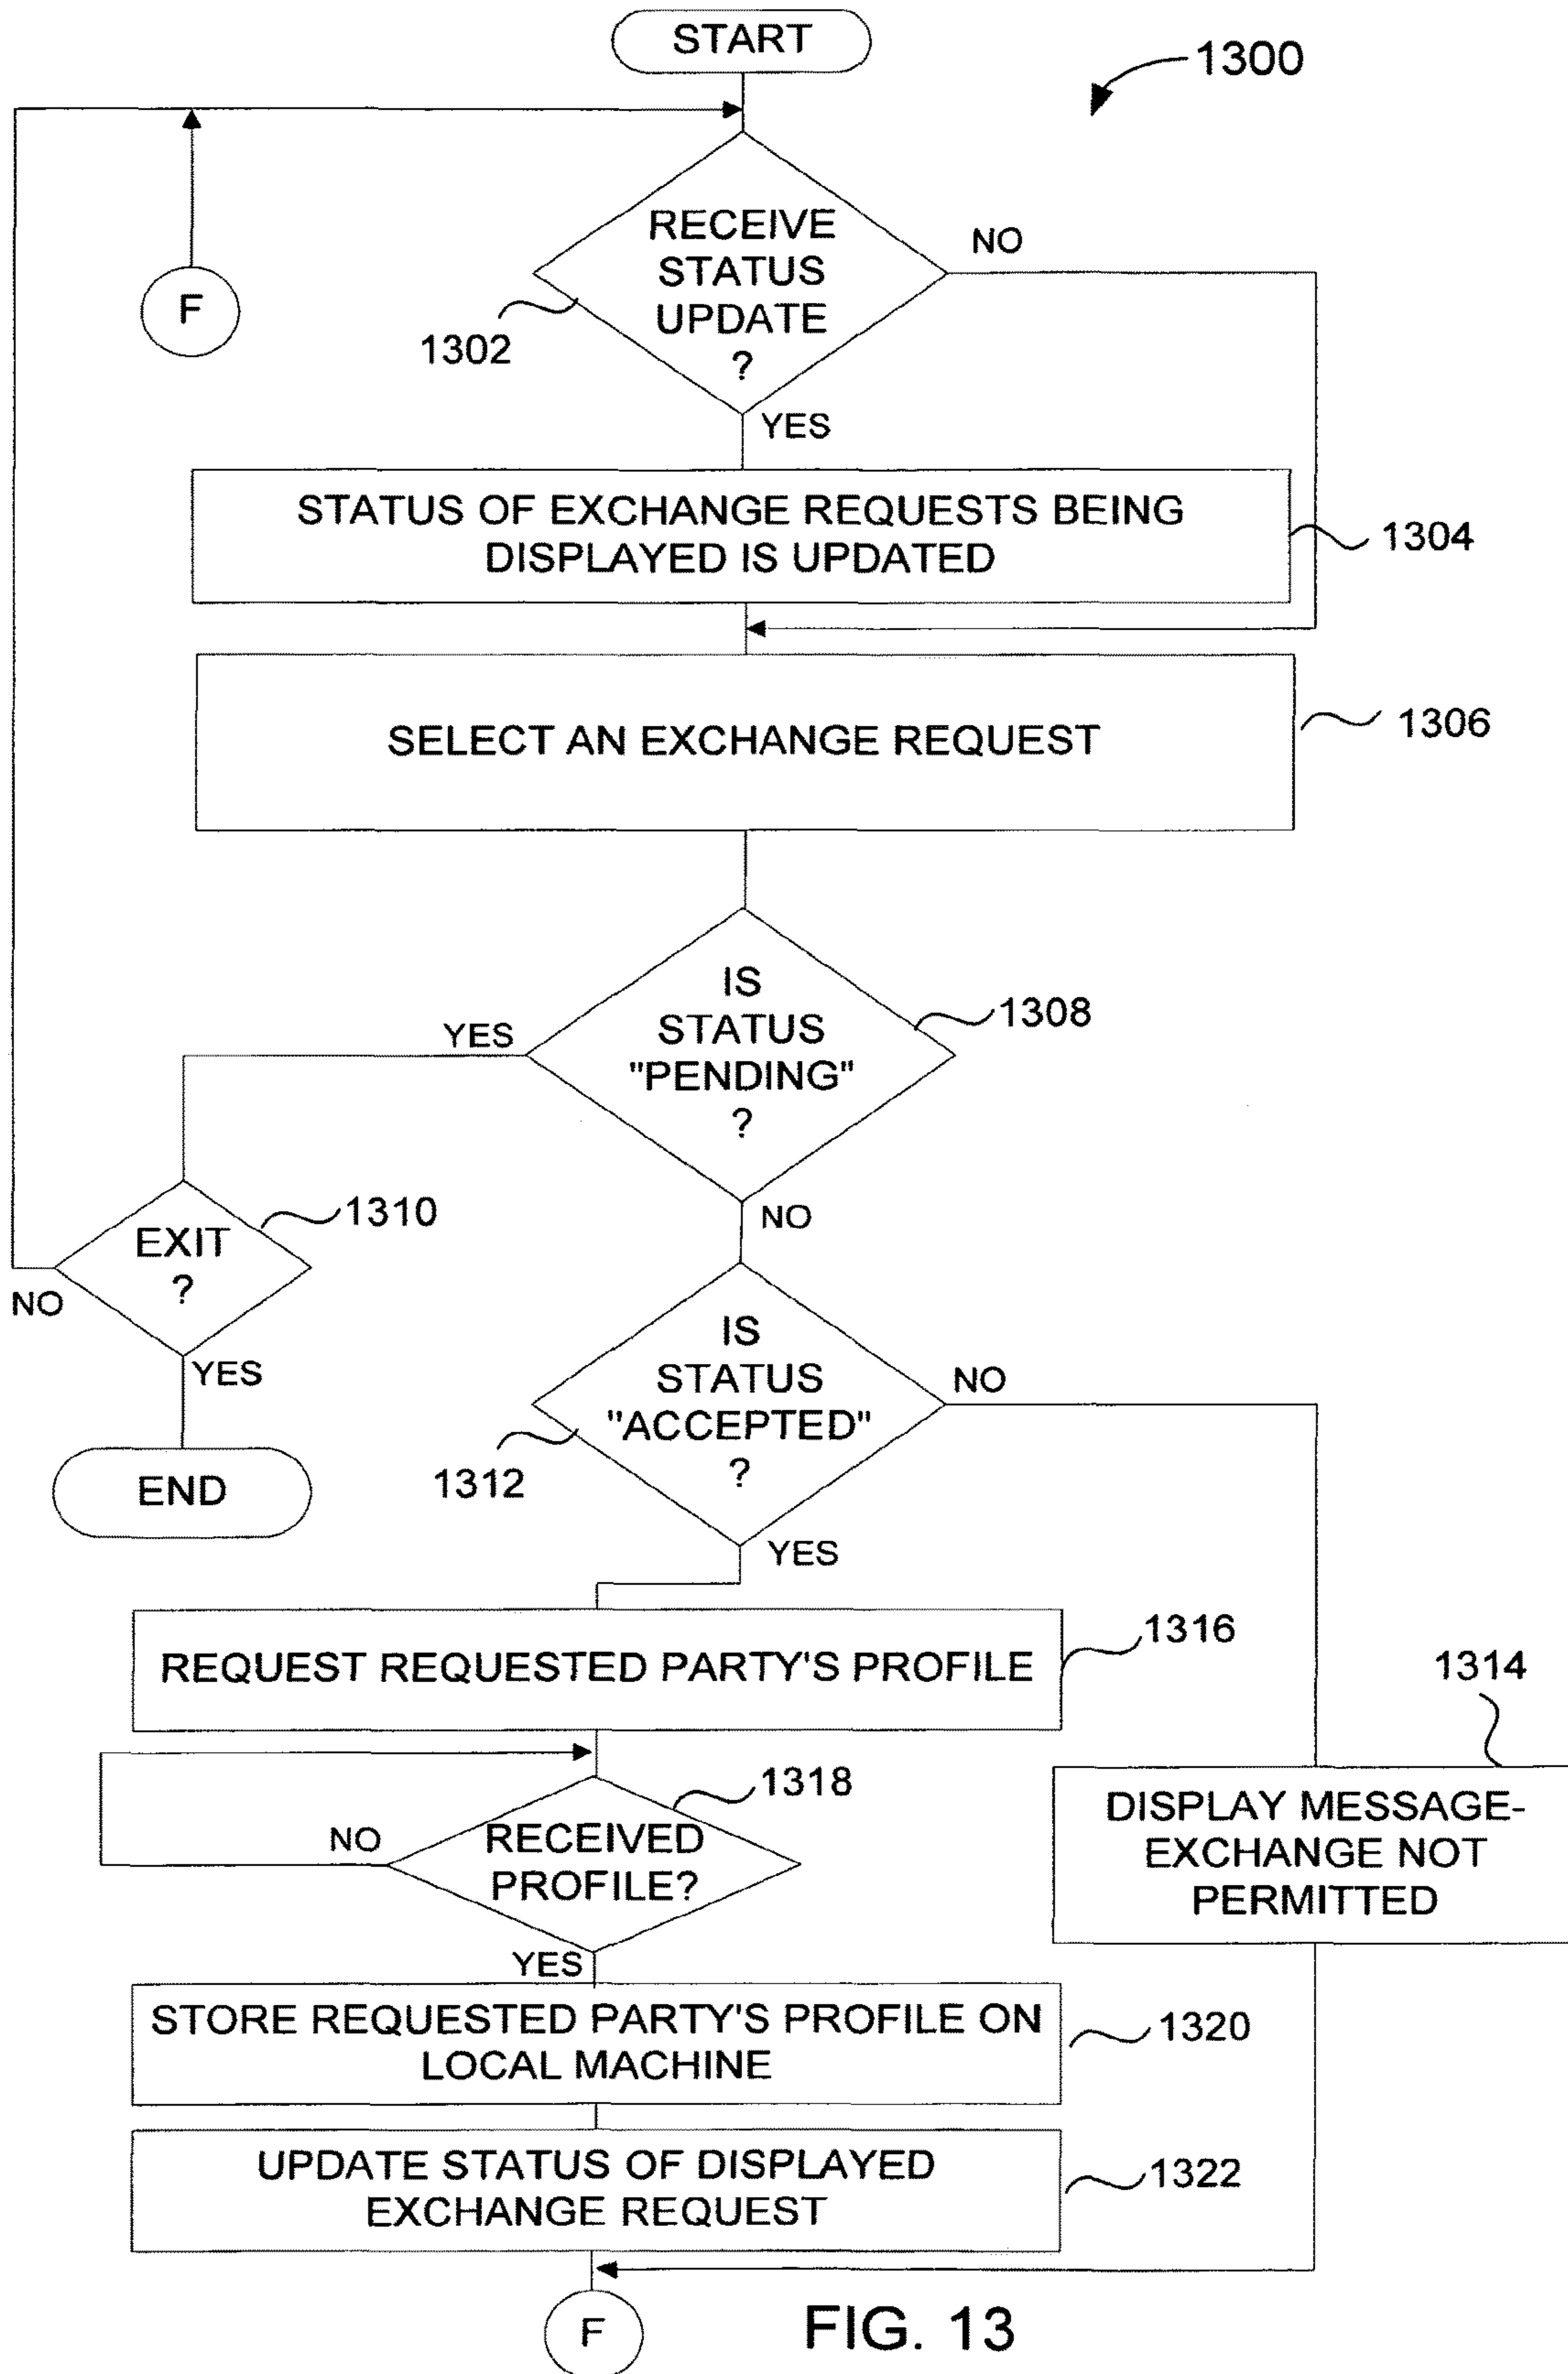 START
1300
RECEIVE
STATUS
UPDATE
?
NO
F
1302
YES
STATUS OF EXCHANGE REQUESTS BEING
DISPLAYED IS UPDATED
1304
SELECT AN EXCHANGE REQUEST
1306
IS
STATUS
"PENDING"
?
1308
YES
NO
EXIT
?
1310
NO
YES
END
IS
STATUS
"ACCEPTED"
?
NO
1312
YES
REQUEST REQUESTED PARTY'S PROFILE
1316
1314
DISPLAY MESSAGE-
EXCHANGE NOT
PERMITTED
1318
RECEIVED
PROFILE?
NO
YES
STORE REQUESTED PARTY'S PROFILE ON
LOCAL MACHINE
1320
UPDATE STATUS OF DISPLAYED
EXCHANGE REQUEST
1322
F
FIG. 13